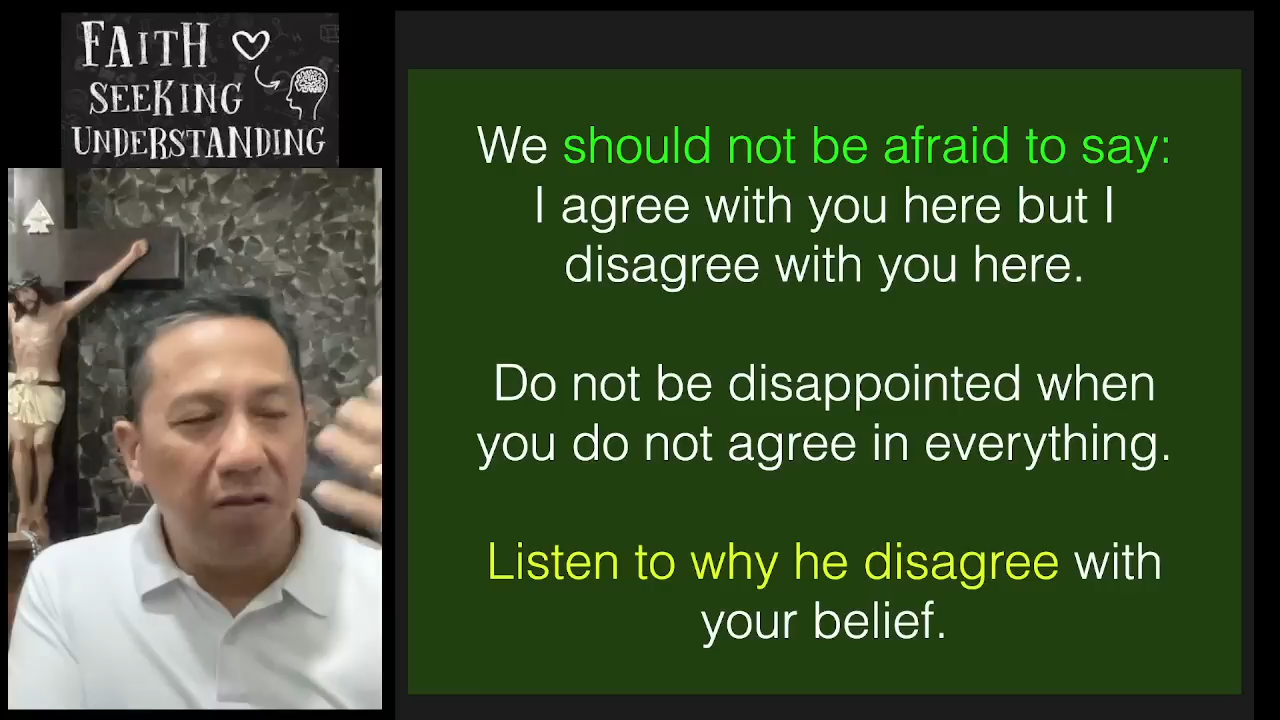 FAITH
SEEKING
UNDERSTANDING
We should not be afraid to say:
I agree with you here but I
disagree with you here.
Do not be disappointed when
you do not agree in everything.
Listen to why he disagree with
your belief.